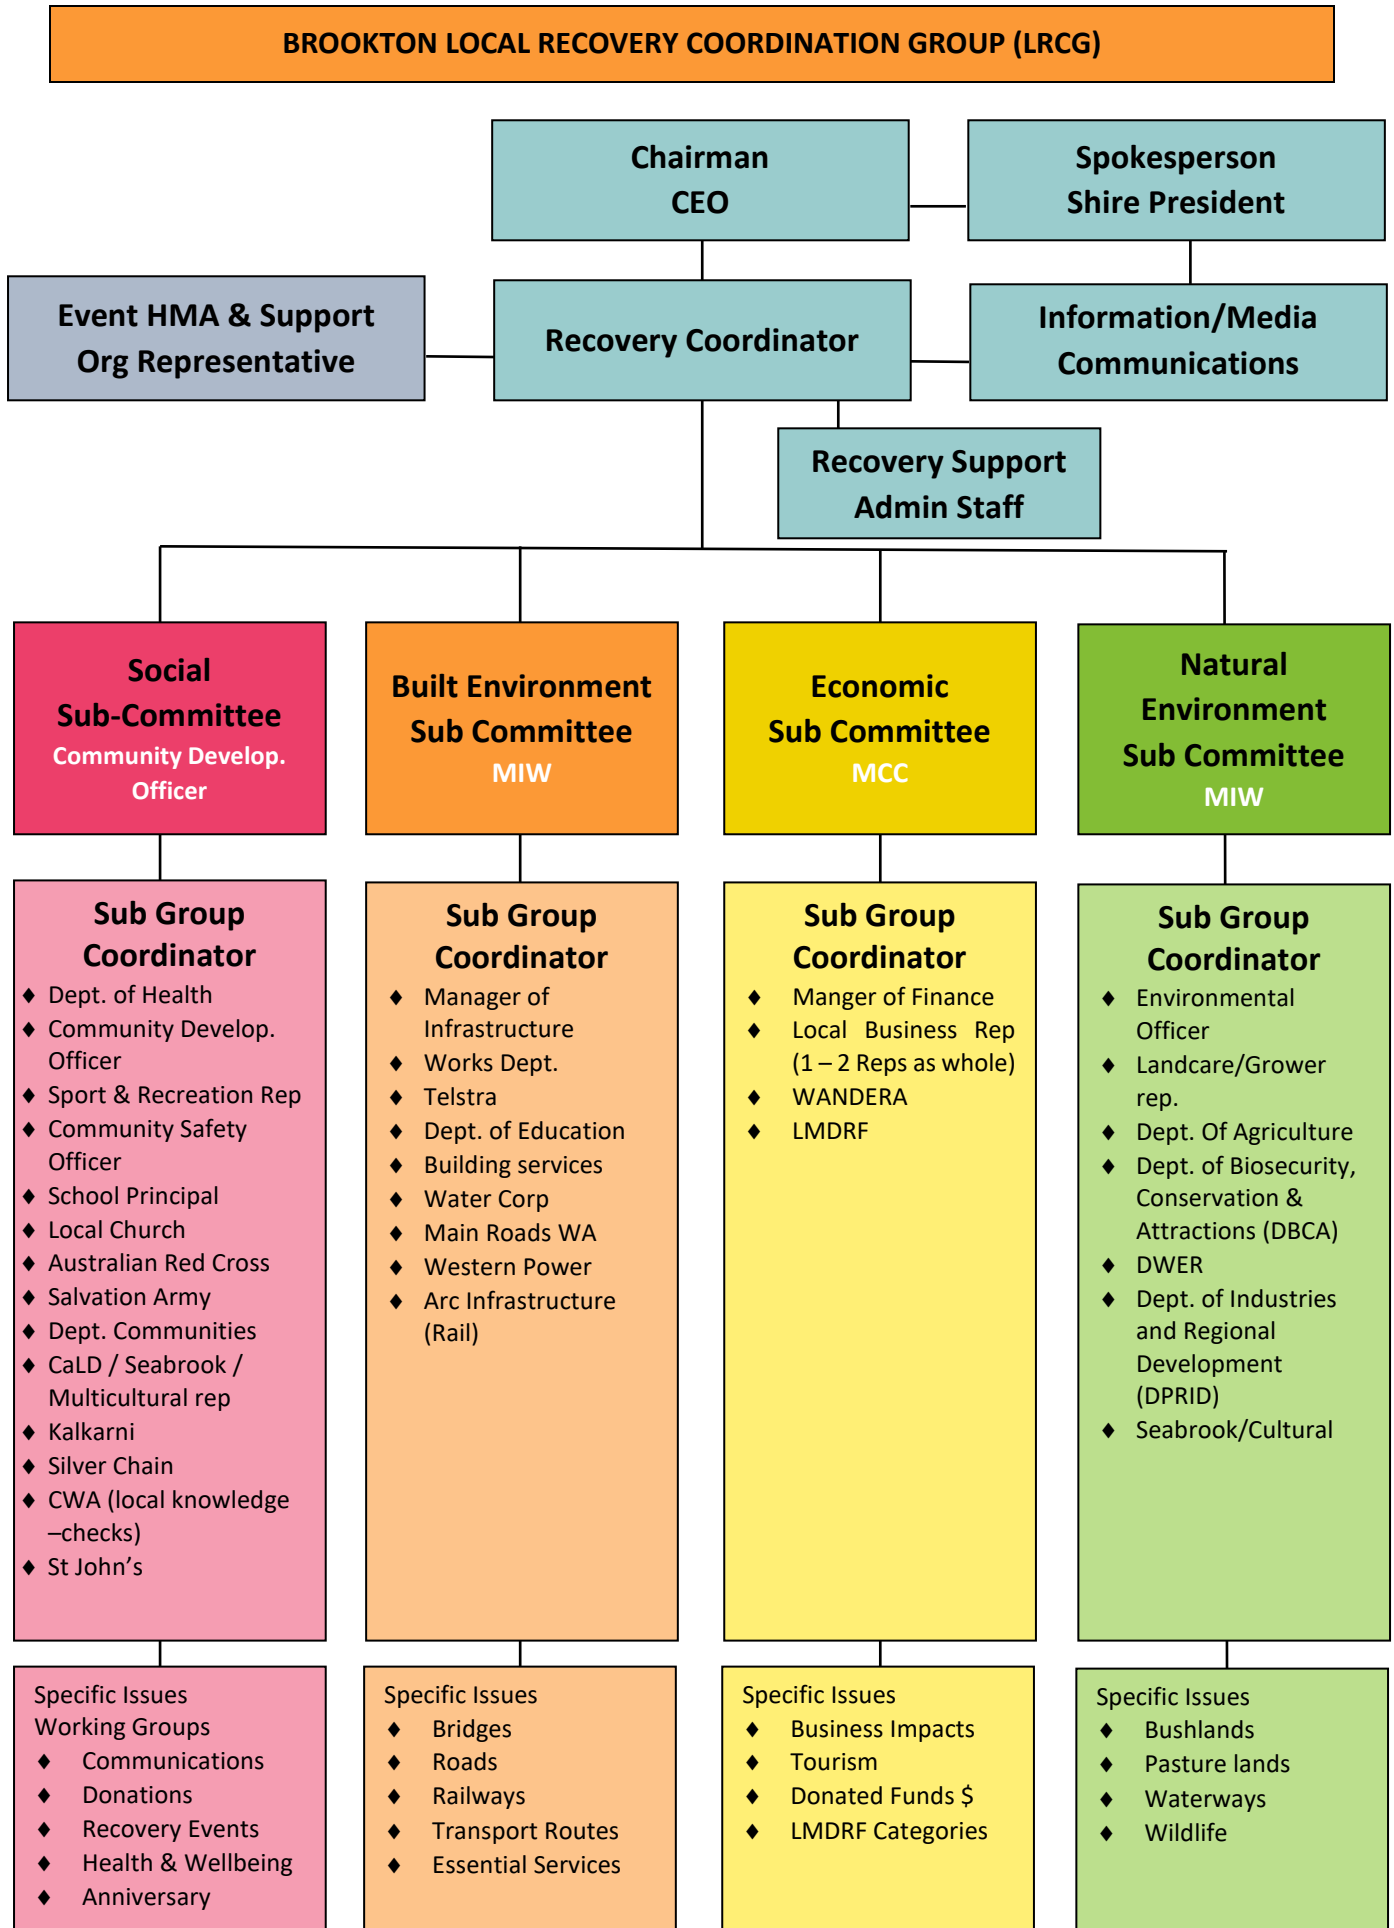 BROOKTON LOCAL RECOVERY COORDINATION GROUP (LRCG)
Chairman
CEO
Spokesperson
Shire President
Event HMA & Support
Org Representative
Recovery Coordinator
Information/Media
Communications
Recovery Support
Admin Staff
Social
Sub-Committee
Community Develop.
Officer
Built Environment
Sub Committee
MIW
Economic
Sub Committee
MCC
Natural
Environment
Sub Committee
MIW
Sub Group
Coordinator
♦ Dept. of Health
♦ Community Develop.
Officer
♦ Sport & Recreation Rep
♦ Community Safety
Officer
♦ School Principal
♦ Local Church
♦ Australian Red Cross
♦ Salvation Army
♦ Dept. Communities
♦ CaLD / Seabrook /
Multicultural rep
♦ Kalkarni
♦ Silver Chain
♦ CWA (local knowledge
–checks)
♦ St John’s
Sub Group
Coordinator
♦ Manager of
Infrastructure
♦ Works Dept.
♦ Telstra
♦ Dept. of Education
♦ Building services
♦ Water Corp
♦ Main Roads WA
♦ Western Power
♦ Arc Infrastructure
(Rail)
Sub Group
Coordinator
♦ Manger of Finance
♦ Local Business Rep
(1 – 2 Reps as whole)
♦ WANDERA
♦ LMDRF
Sub Group
Coordinator
♦ Environmental
Officer
♦ Landcare/Grower
rep.
♦ Dept. Of Agriculture
♦ Dept. of Biosecurity,
Conservation &
Attractions (DBCA)
♦ DWER
♦ Dept. of Industries
and Regional
Development
(DPRID)
♦ Seabrook/Cultural
Specific Issues
Working Groups
♦ Communications
♦ Donations
♦ Recovery Events
♦ Health & Wellbeing
♦ Anniversary
Specific Issues
♦ Bridges
♦ Roads
♦ Railways
♦ Transport Routes
♦ Essential Services
Specific Issues
♦ Business Impacts
♦ Tourism
♦ Donated Funds $
♦ LMDRF Categories
Specific Issues
♦ Bushlands
♦ Pasture lands
♦ Waterways
♦ Wildlife